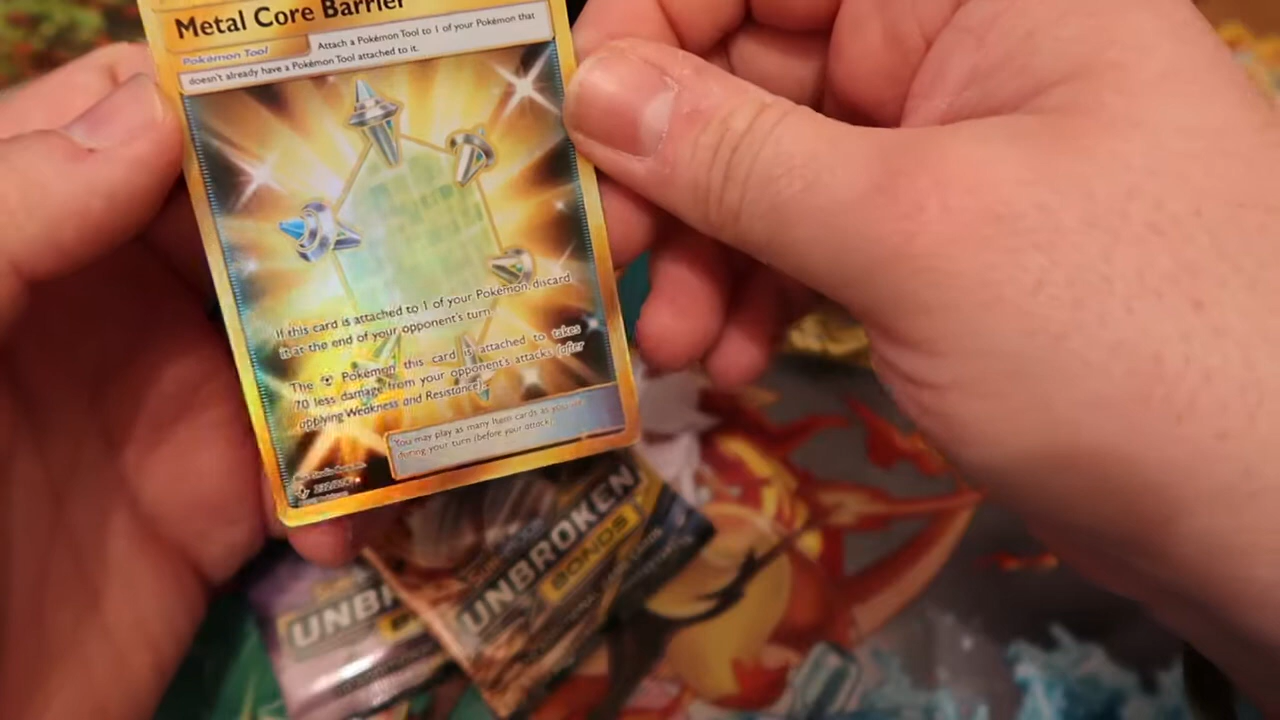 Metal Core Barrier
Pokémon Tool
Attach a Pokémon Tool to 1 of your Pokémon that
doesn't already have a Pokémon Tool attached to it.
If this card is attached to 1 of your Pokémon, discard
it at the end of your opponent's turn.
The Pokémon this card is attached to takes
70 less damage from your opponent's attacks (after
applying Weakness and Resistance).
You may play as many Item cards as you like
during your turn (before your attack).
UNBROKEN
BONDS
UNBR